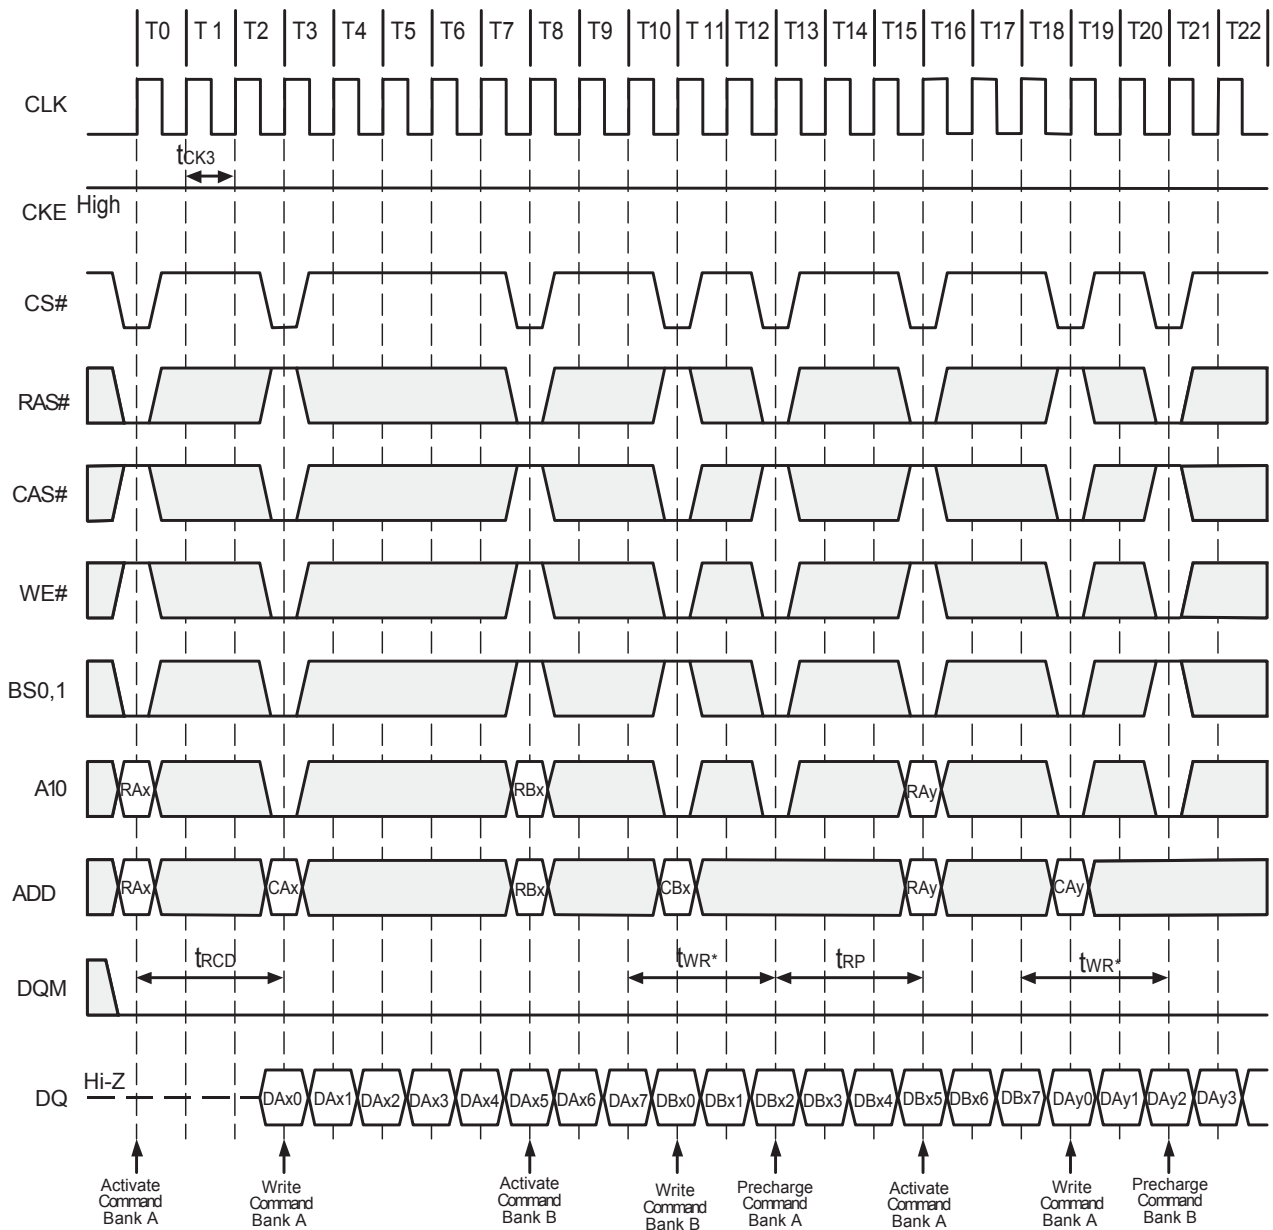 T0 T 1 T2 T3 T4 T5 T6 T7 T8 T9 T10 T 11 T12 T13 T14 T15 T16 T17 T18 T19 T20 T21 T22
CLK
tCK3
CKE High
CS#
RAS#
CAS#
WE#
BS0,1
A10 RAx RBx RAy
ADD RAx CAx RBx CBx RAy CAy
tRCD tWR* tRP tWR*
DQM
Hi-Z
DQ DAx0 DAx1 DAx2 DAx3 DAx4 DAx5 DAx6 DAx7 DBx0 DBx1 DBx2 DBx3 DBx4 DBx5 DBx6 DBx7 DAy0 DAy1 DAy2 DAy3
Activate
Command
Bank A
Write
Command
Bank A
Activate
Command
Bank B
Write
Command
Bank B
Precharge
Command
Bank A
Activate
Command
Bank A
Write
Command
Bank A
Precharge
Command
Bank B